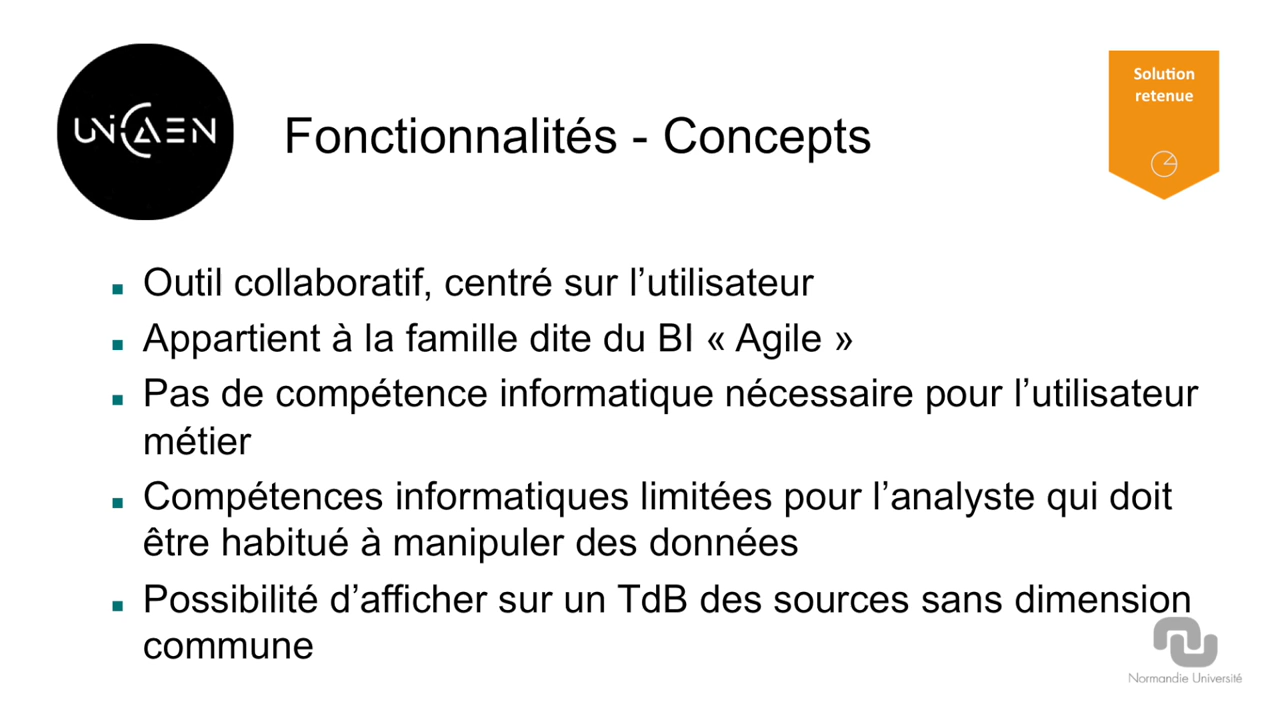 UNICAEN
Solution
retenue
Fonctionnalités - Concepts
Outil collaboratif, centré sur l’utilisateur
Appartient à la famille dite du BI « Agile »
Pas de compétence informatique nécessaire pour l’utilisateur
métier
Compétences informatiques limitées pour l’analyste qui doit
être habitué à manipuler des données
Possibilité d’afficher sur un TdB des sources sans dimension
commune
Normandie Université